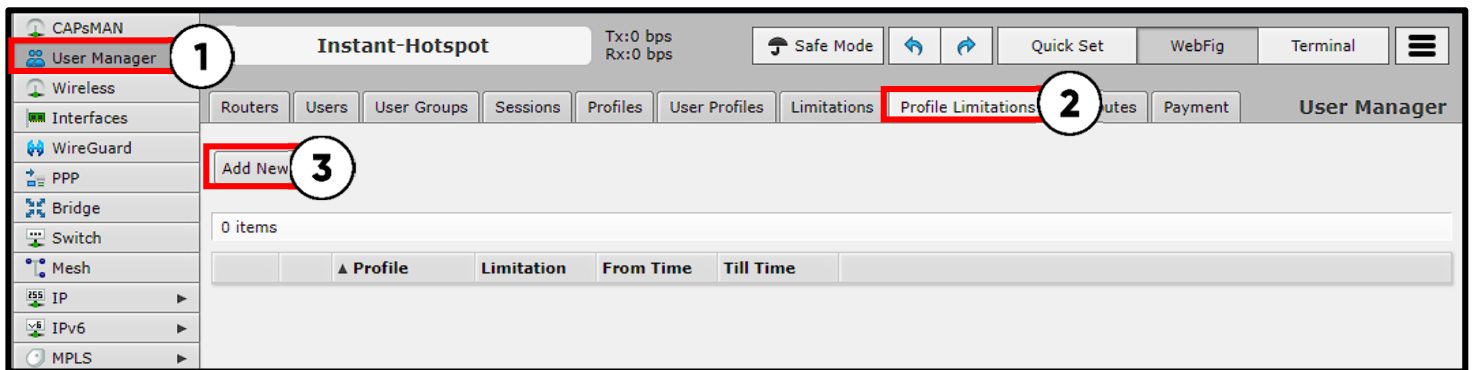 CAPsMAN
User Manager
Wireless
Interfaces
WireGuard
PPP
Bridge
Switch
Mesh
IP
IPv6
MPLS
1
Instant-Hotspot
Tx:0 bps
Rx:0 bps
Safe Mode
Quick Set
WebFig
Terminal
Routers Users User Groups Sessions Profiles User Profiles Limitations Profile Limitations 2 utes Payment User Manager
Add New 3
0 items
▲ Profile Limitation From Time Till Time